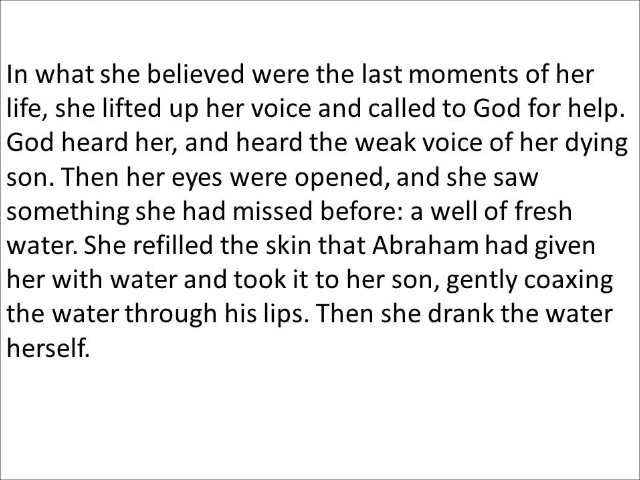 In what she believed were the last moments of her
life, she lifted up her voice and called to God for help.
God heard her, and heard the weak voice of her dying
son. Then her eyes were opened, and she saw
something she had missed before: a well of fresh
water. She refilled the skin that Abraham had given
her with water and took it to her son, gently coaxing
the water through his lips. Then she drank the water
herself.